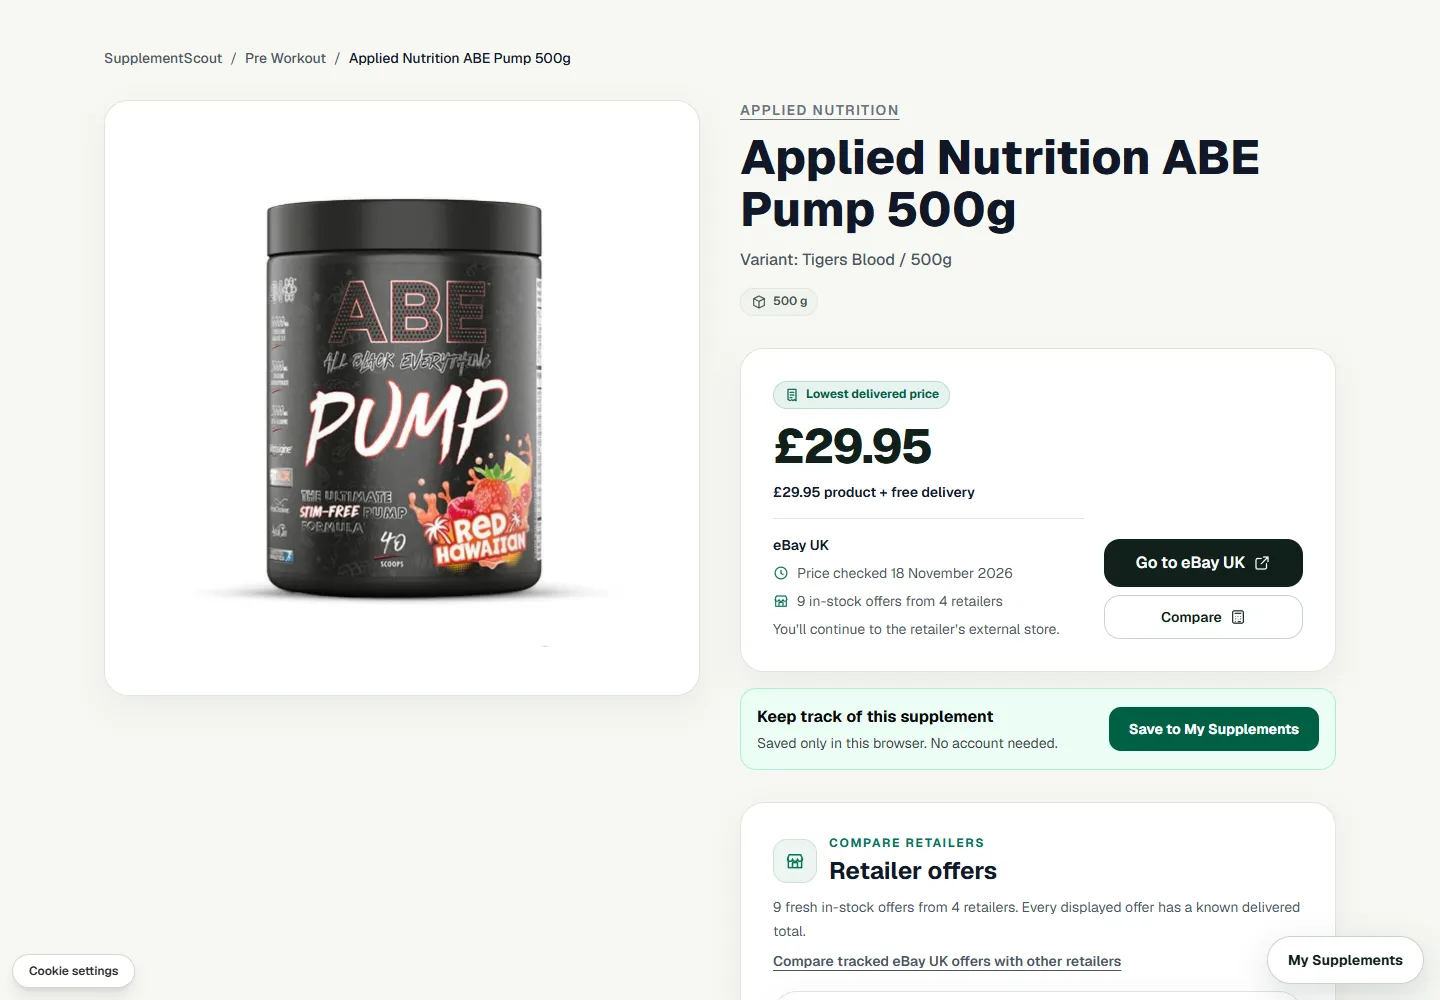 SupplementScout / Pre Workout / Applied Nutrition ABE Pump 500g
ABE
ALL BLACK EVERYTHING
PUMP
THE ULTIMATE
STIM-FREE PUMP
FORMULA
40
SCOOPS
RED
HAWAIIAN
APPLIED NUTRITION
Applied Nutrition ABE
Pump 500g
Variant: Tigers Blood / 500g
500 g
Lowest delivered price
£29.95
£29.95 product + free delivery
eBay UK
Price checked 18 November 2026
9 in-stock offers from 4 retailers
You'll continue to the retailer's external store.
Go to eBay UK
Compare
Keep track of this supplement
Saved only in this browser. No account needed.
Save to My Supplements
COMPARE RETAILERS
Retailer offers
9 fresh in-stock offers from 4 retailers. Every displayed offer has a known delivered
total.
Compare tracked eBay UK offers with other retailers
Cookie settings
My Supplements